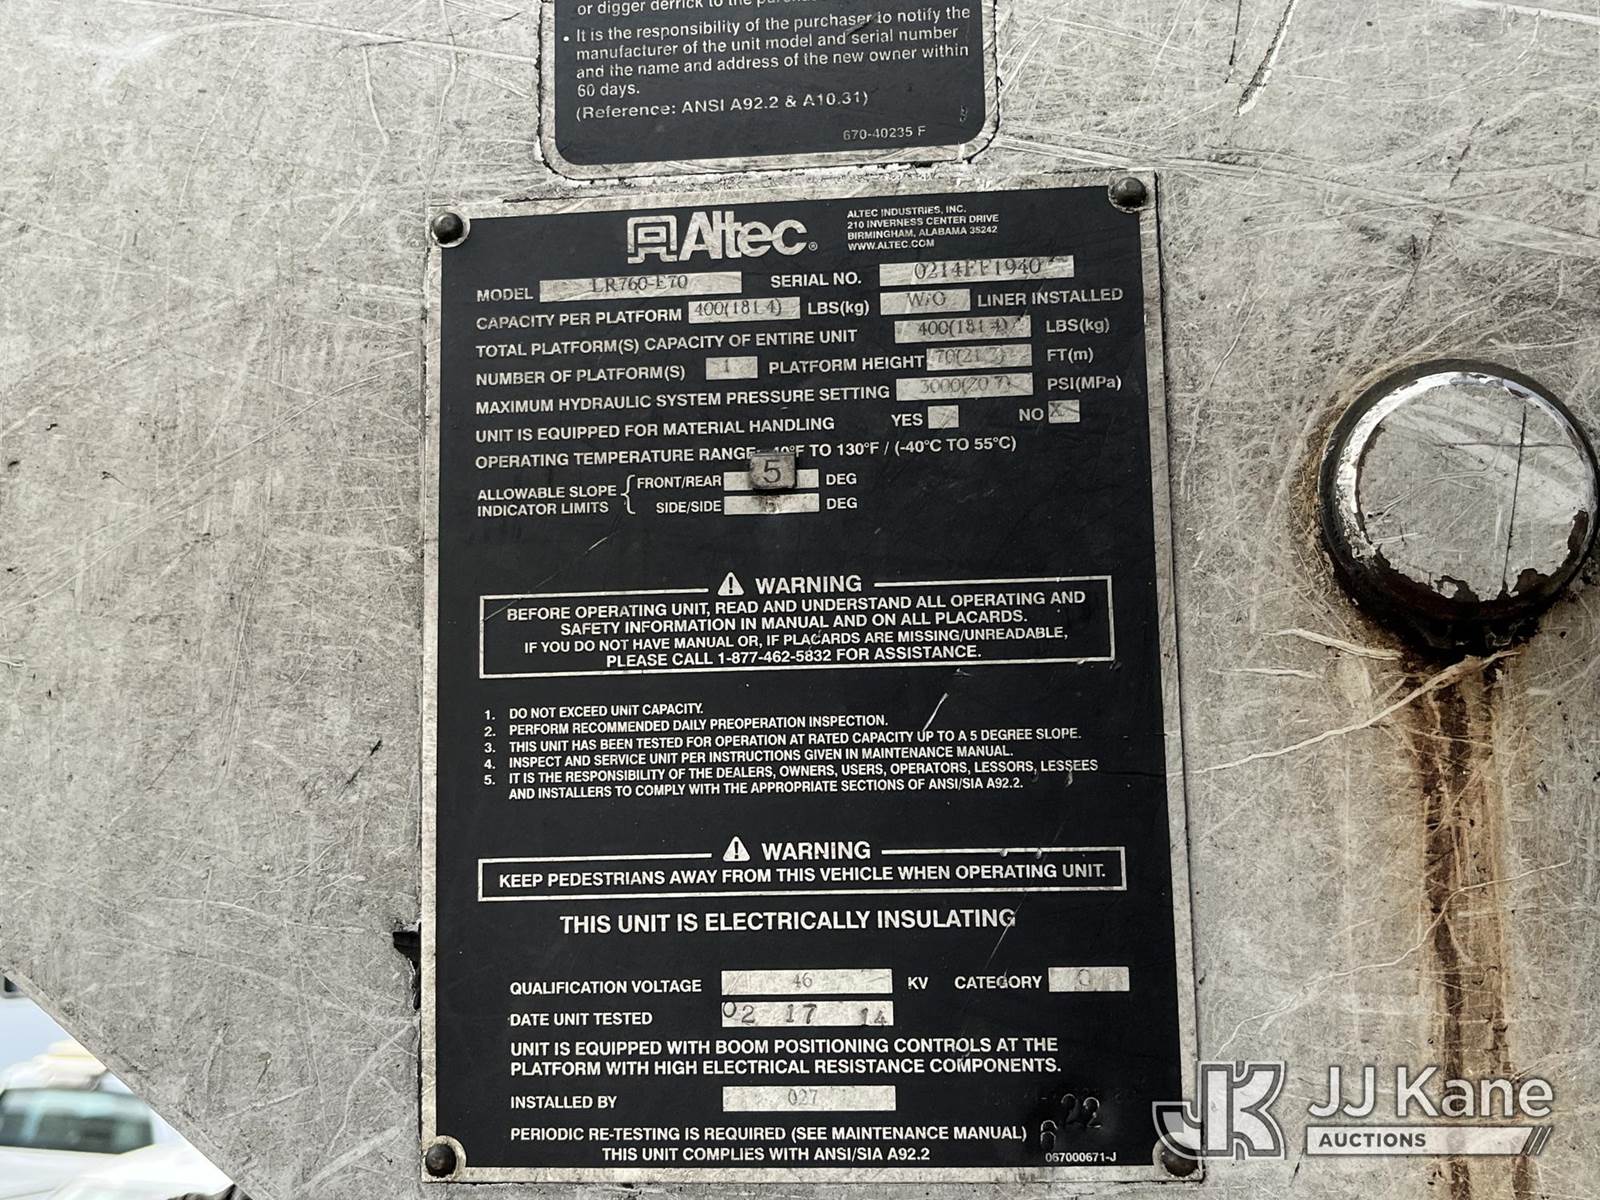 or digger derrick to the
• It is the responsibility of the purchaser to notify the
manufacturer of the unit model and serial number
and the name and address of the new owner within
60 days.
(Reference: ANSI A92.2 & A10.31)
670-40235 F
Altec®
ALTEC INDUSTRIES, INC.
210 INVERNESS CENTER DRIVE
BIRMINGHAM, ALABAMA 35242
WWW.ALTEC.COM
MODEL LR760-E70 SERIAL NO. 0214FF1940
CAPACITY PER PLATFORM 400(181.4) LBS(kg) W/O LINER INSTALLED
TOTAL PLATFORM(S) CAPACITY OF ENTIRE UNIT 400(181.4) LBS(kg)
NUMBER OF PLATFORM(S) 1 PLATFORM HEIGHT 70(21.3) FT(m)
MAXIMUM HYDRAULIC SYSTEM PRESSURE SETTING 3000(20.7) PSI(MPa)
UNIT IS EQUIPPED FOR MATERIAL HANDLING YES NO X
OPERATING TEMPERATURE RANGE: -40°F TO 130°F / (-40°C TO 55°C)
ALLOWABLE SLOPE INDICATOR LIMITS { FRONT/REAR 5 DEG
SIDE/SIDE 5 DEG
⚠ WARNING
BEFORE OPERATING UNIT, READ AND UNDERSTAND ALL OPERATING AND
SAFETY INFORMATION IN MANUAL AND ON ALL PLACARDS.
IF YOU DO NOT HAVE MANUAL OR, IF PLACARDS ARE MISSING/UNREADABLE,
PLEASE CALL 1-877-462-5832 FOR ASSISTANCE.
1. DO NOT EXCEED UNIT CAPACITY.
2. PERFORM RECOMMENDED DAILY PREOPERATION INSPECTION.
3. THIS UNIT HAS BEEN TESTED FOR OPERATION AT RATED CAPACITY UP TO A 5 DEGREE SLOPE.
4. INSPECT AND SERVICE UNIT PER INSTRUCTIONS GIVEN IN MAINTENANCE MANUAL.
5. IT IS THE RESPONSIBILITY OF THE DEALERS, OWNERS, USERS, OPERATORS, LESSORS, LESSEES
AND INSTALLERS TO COMPLY WITH THE APPROPRIATE SECTIONS OF ANSI/SIA A92.2.
⚠ WARNING
KEEP PEDESTRIANS AWAY FROM THIS VEHICLE WHEN OPERATING UNIT.
THIS UNIT IS ELECTRICALLY INSULATING
QUALIFICATION VOLTAGE 46 KV CATEGORY C
DATE UNIT TESTED 02 17 14
UNIT IS EQUIPPED WITH BOOM POSITIONING CONTROLS AT THE
PLATFORM WITH HIGH ELECTRICAL RESISTANCE COMPONENTS.
INSTALLED BY 027
PERIODIC RE-TESTING IS REQUIRED (SEE MAINTENANCE MANUAL)
THIS UNIT COMPLIES WITH ANSI/SIA A92.2
067000671-J
JK JJ Kane
AUCTIONS